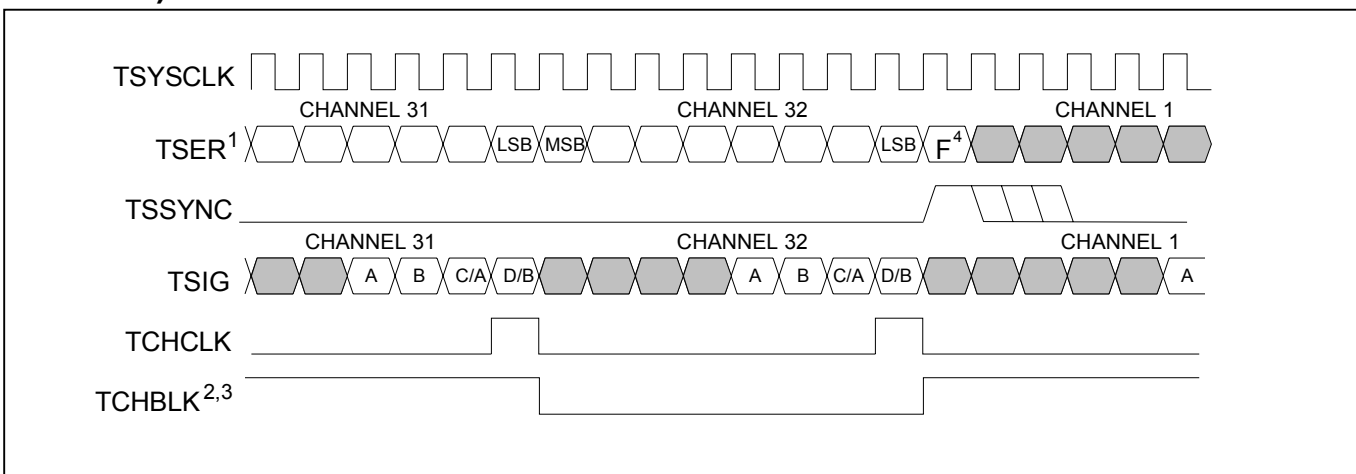 TSYSCLK
CHANNEL 31 CHANNEL 32 CHANNEL 1
TSER1 LSB MSB LSB F4
TSSYNC
CHANNEL 31 CHANNEL 32 CHANNEL 1
TSIG A B C/A D/B A B C/A D/B A
TCHCLK
TCHBLK2,3